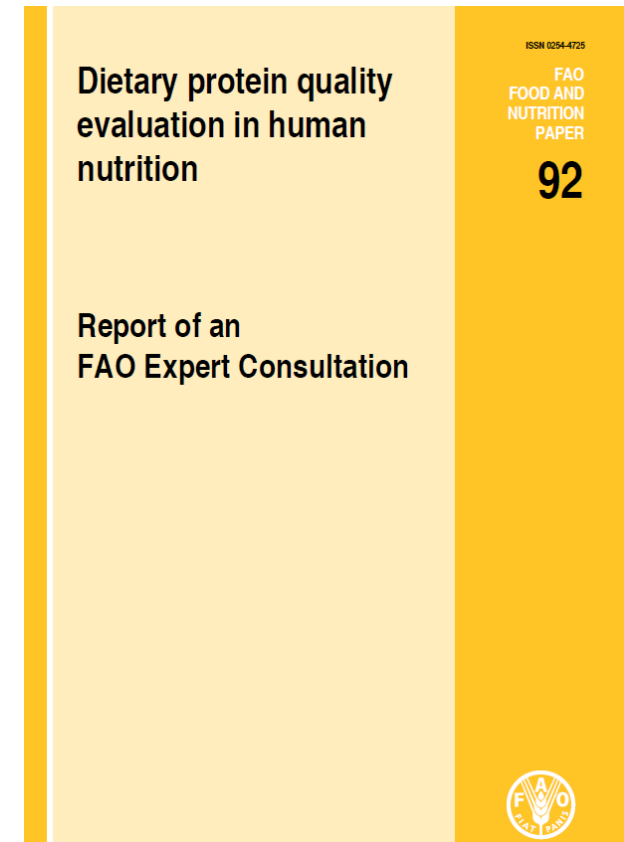 Dietary protein quality
evaluation in human
nutrition
Report of an
FAO Expert Consultation
ISSN 0254-4725
FAO
FOOD AND
NUTRITION
PAPER
92
F A O
FIAT PANIS